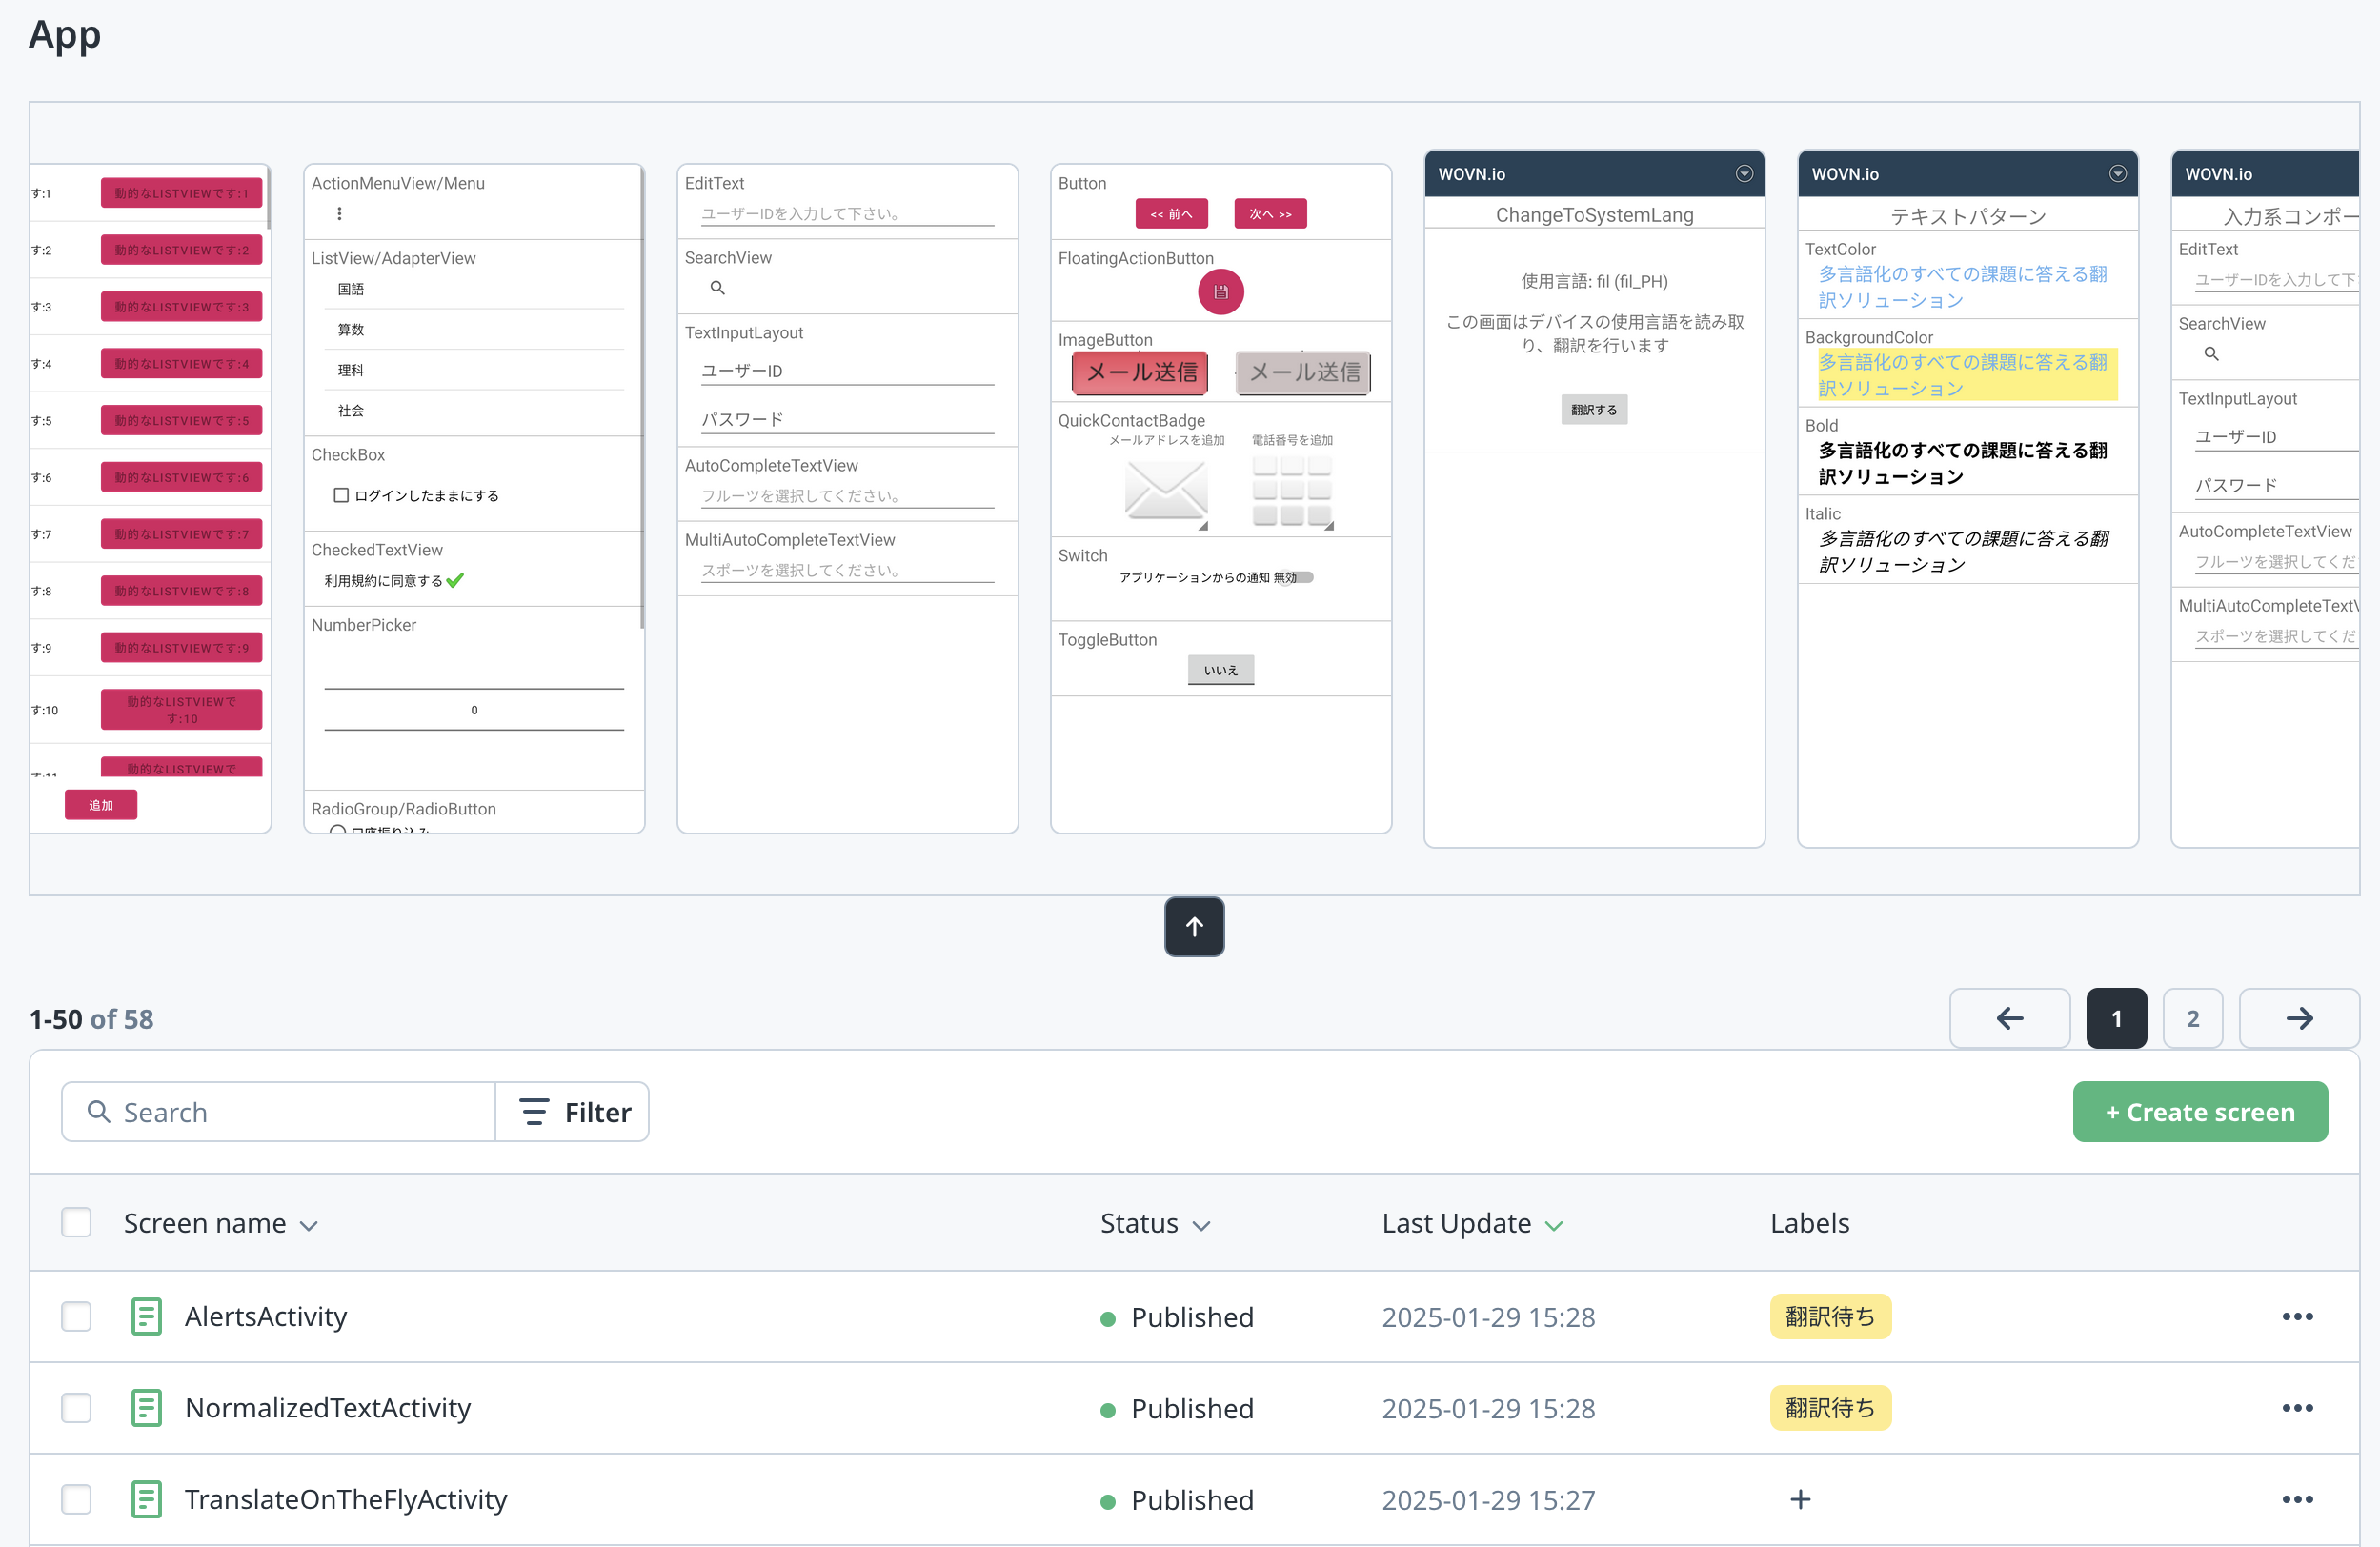 App
す:1 動的なLISTVIEWです:1
す:2 動的なLISTVIEWです:2
す:3 動的なLISTVIEWです:3
す:4 動的なLISTVIEWです:4
す:5 動的なLISTVIEWです:5
す:6 動的なLISTVIEWです:6
す:7 動的なLISTVIEWです:7
す:8 動的なLISTVIEWです:8
す:9 動的なLISTVIEWです:9
す:10 動的なLISTVIEWで
す:10
動的なLISTVIEWで
追加
ActionMenuView/Menu
ListView/AdapterView
国語
算数
理科
社会
CheckBox
ログインしたままにする
CheckedTextView
利用規約に同意する
NumberPicker
0
RadioGroup/RadioButton
口座振り込み
EditText
ユーザーIDを入力して下さい。
SearchView
TextInputLayout
ユーザーID
パスワード
AutoCompleteTextView
フルーツを選択してください。
MultiAutoCompleteTextView
スポーツを選択してください。
Button
<< 前へ 次へ >>
FloatingActionButton
ImageButton
メール送信 メール送信
QuickContactBadge
メールアドレスを追加 電話番号を追加
Switch
アプリケーションからの通知 無効
ToggleButton
いいえ
WOVN.io
ChangeToSystemLang
使用言語: fil (fil_PH)
この画面はデバイスの使用言語を読み取
り、翻訳を行います
翻訳する
WOVN.io
テキストパターン
TextColor
多言語化のすべての課題に答える翻
訳ソリューション
BackgroundColor
多言語化のすべての課題に答える翻
訳ソリューション
Bold
多言語化のすべての課題に答える翻
訳ソリューション
Italic
多言語化のすべての課題に答える翻
訳ソリューション
WOVN.io
入力系コンポー
EditText
ユーザーIDを入力して下
SearchView
TextInputLayout
ユーザーID
パスワード
AutoCompleteTextView
フルーツを選択してくだ
MultiAutoCompleteText
スポーツを選択してくだ
1-50 of 58
1 2
Search Filter
+ Create screen
Screen name Status Last Update Labels
AlertsActivity Published 2025-01-29 15:28 翻訳待ち
NormalizedTextActivity Published 2025-01-29 15:28 翻訳待ち
TranslateOnTheFlyActivity Published 2025-01-29 15:27 +